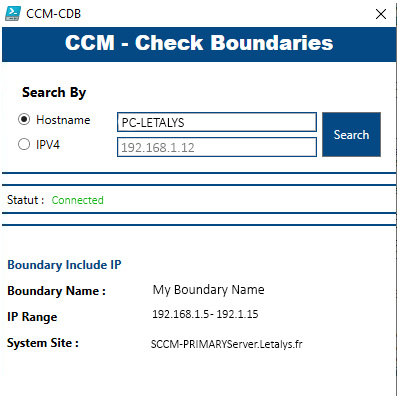 CCM-CDB
CCM - Check Boundaries
Search By
Hostname PC-LETALYS
IPV4 192.168.1.12
Search
Statut : Connected
Boundary Include IP
Boundary Name : My Boundary Name
IP Range 192.168.1.5- 192.1.15
System Site : SCCM-PRIMARYServer.Letalys.fr